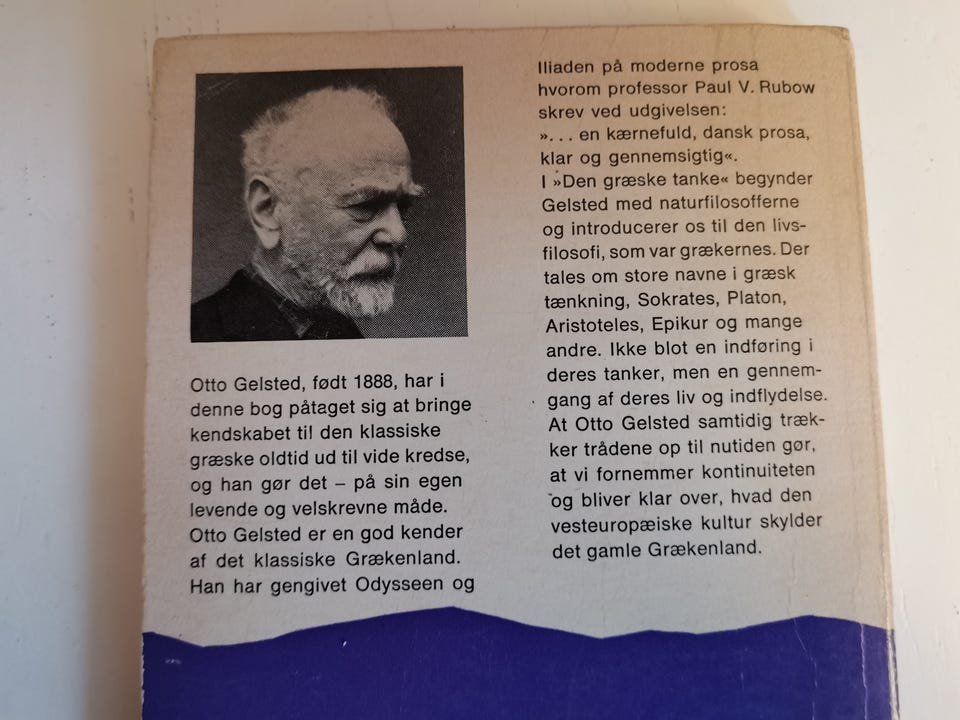 Otto Gelsted, født 1888, har i
denne bog påtaget sig at bringe
kendskabet til den klassiske
græske oldtid ud til vide kredse,
og han gør det – på sin egen
levende og velskrevne måde.
Otto Gelsted er en god kender
af det klassiske Grækenland.
Han har gengivet Odysseen og
Iliaden på moderne prosa
hvorom professor Paul V. Rubow
skrev ved udgivelsen:
»... en kærnefuld, dansk prosa,
klar og gennemsigtig«.
I »Den græske tanke« begynder
Gelsted med naturfilosofferne
og introducerer os til den livs-
filosofi, som var grækernes. Der
tales om store navne i græsk
tænkning, Sokrates, Platon,
Aristoteles, Epikur og mange
andre. Ikke blot en indføring i
deres tanker, men en gennem-
gang af deres liv og indflydelse.
At Otto Gelsted samtidig træk-
ker trådene op til nutiden gør,
at vi fornemmer kontinuiteten
og bliver klar over, hvad den
vesteuropæiske kultur skylder
det gamle Grækenland.